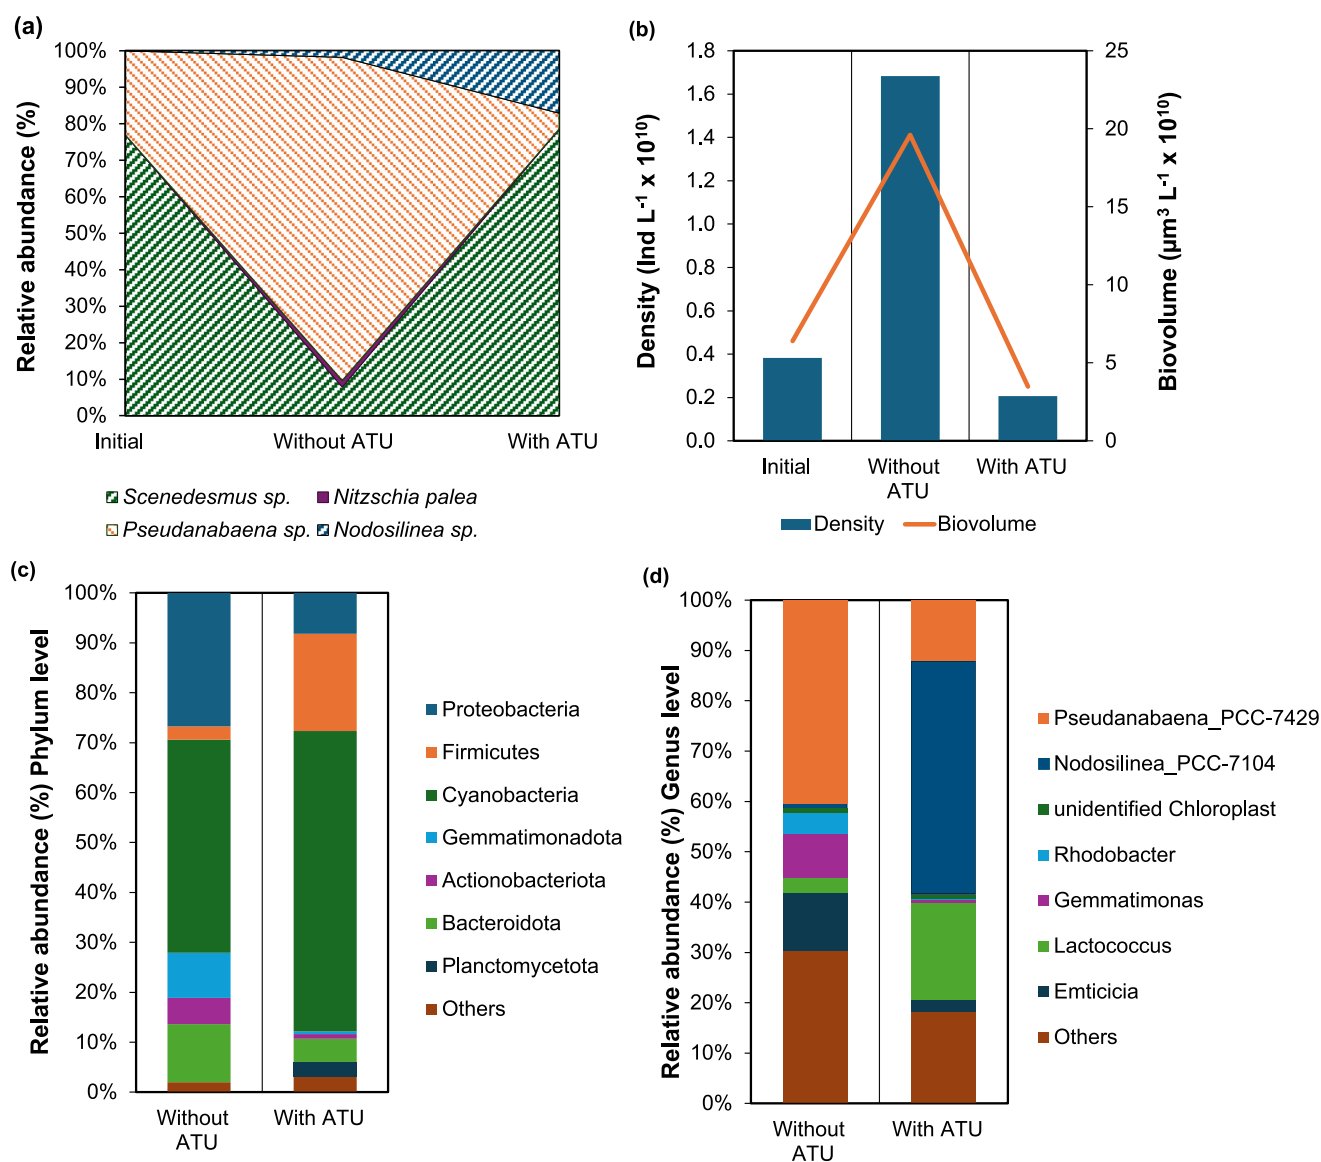 (a)
Relative abundance (%)
100%
90%
80%
70%
60%
50%
40%
30%
20%
10%
0%
Initial
Without ATU
With ATU
Scenedesmus sp.
Nitzschia palea
Pseudanabaena sp.
Nodosilinea sp.
(b)
Density (Ind L⁻¹ x 10¹⁰)
1.8
1.6
1.4
1.2
1.0
0.8
0.6
0.4
0.2
0.0
25
20
15
10
5
0
Biovolume (µm³ L⁻¹ x 10¹⁰)
Initial
Without
ATU
With ATU
Density
Biovolume
(c)
Relative abundance (%) Phylum level
100%
90%
80%
70%
60%
50%
40%
30%
20%
10%
0%
Without
ATU
With ATU
Proteobacteria
Firmicutes
Cyanobacteria
Gemmatimonadota
Actionobacteriota
Bacteroidota
Planctomycetota
Others
(d)
Relative abundance (%) Genus level
100%
90%
80%
70%
60%
50%
40%
30%
20%
10%
0%
Without
ATU
With ATU
Pseudanabaena_PCC-7429
Nodosilinea_PCC-7104
unidentified Chloroplast
Rhodobacter
Gemmatimonas
Lactococcus
Emticicia
Others